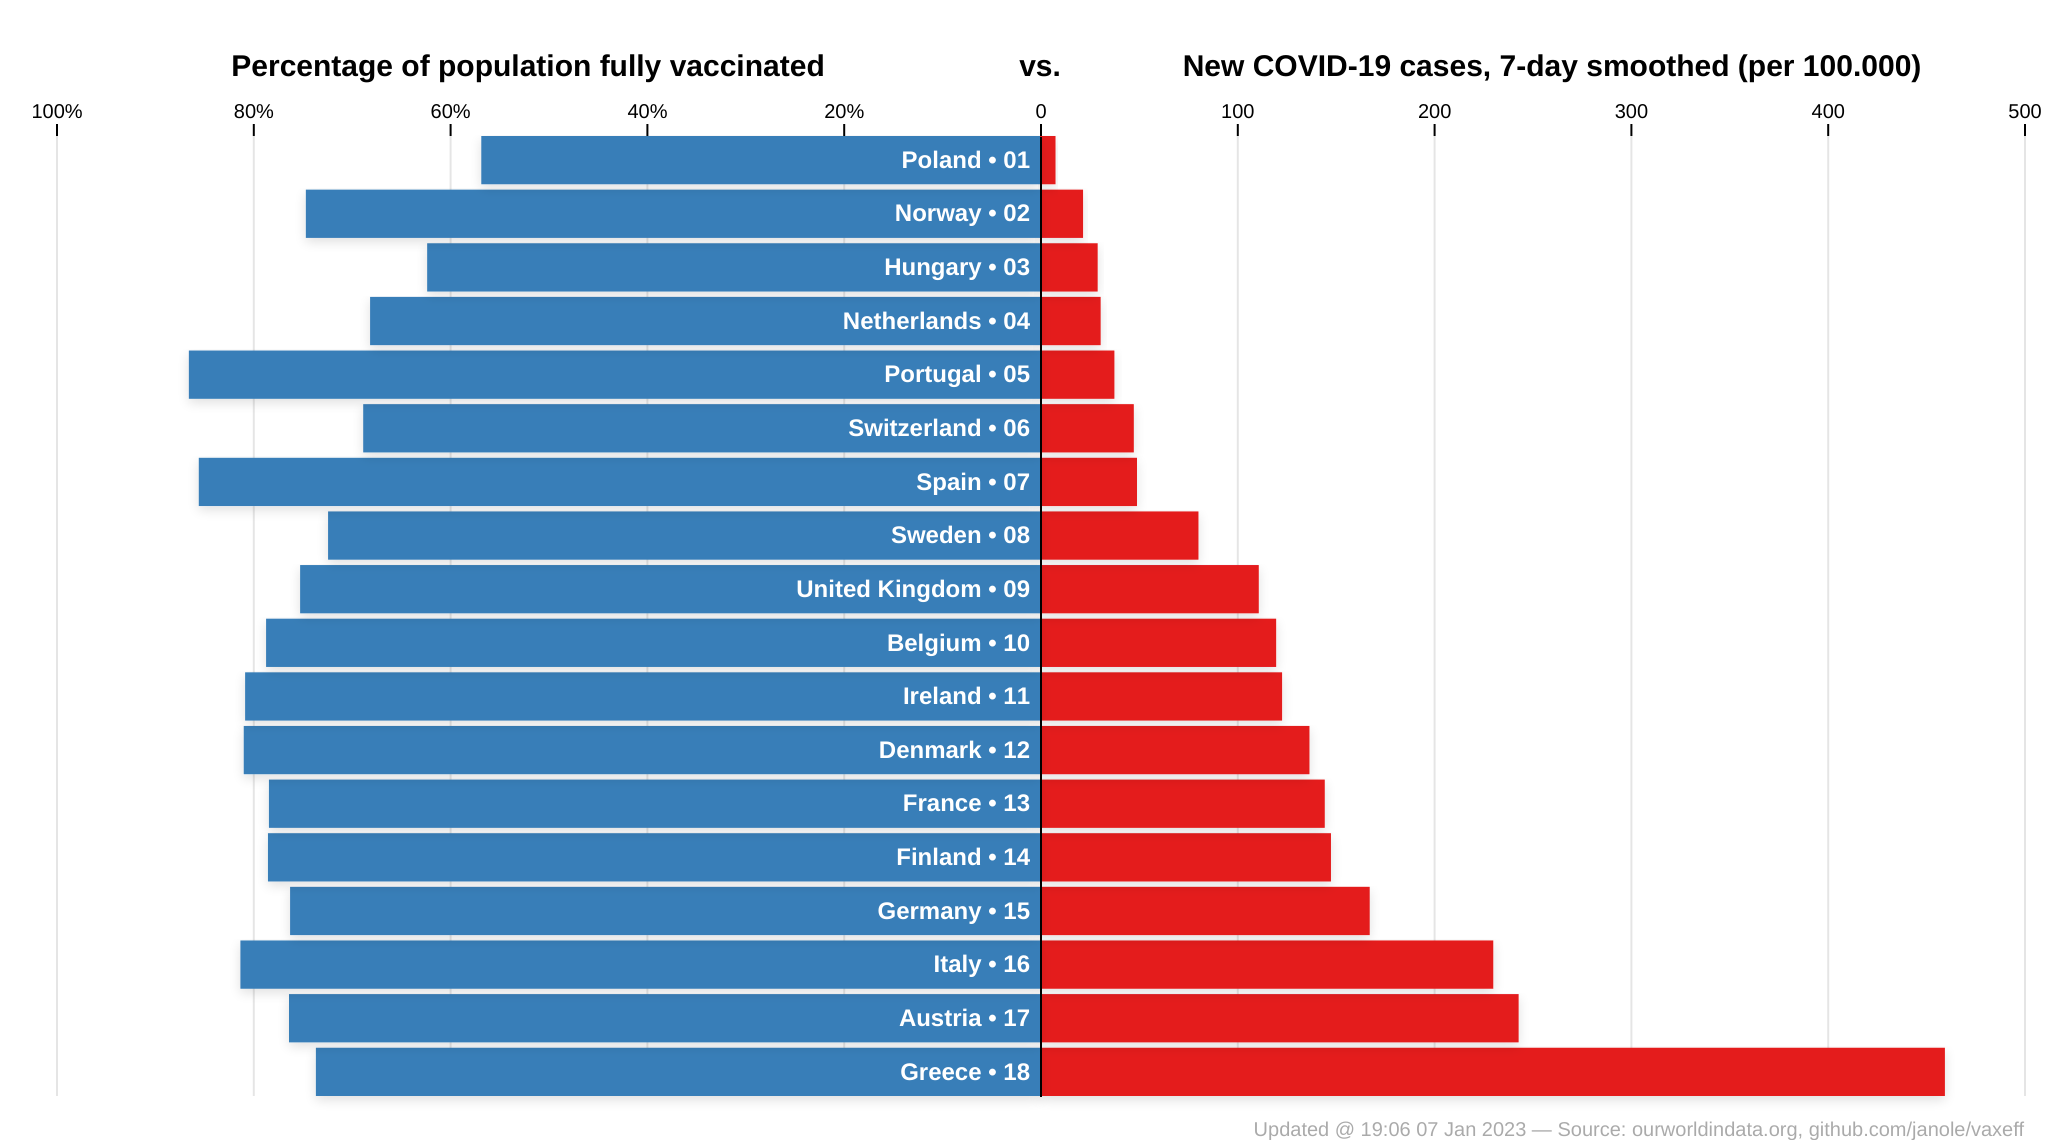 Percentage of population fully vaccinated vs. New COVID-19 cases, 7-day smoothed (per 100.000)
100% 80% 60% 40% 20% 0 100 200 300 400 500
Poland • 01
Norway • 02
Hungary • 03
Netherlands • 04
Portugal • 05
Switzerland • 06
Spain • 07
Sweden • 08
United Kingdom • 09
Belgium • 10
Ireland • 11
Denmark • 12
France • 13
Finland • 14
Germany • 15
Italy • 16
Austria • 17
Greece • 18
Updated @ 19:06 07 Jan 2023 — Source: ourworldindata.org, github.com/janole/vaxeff